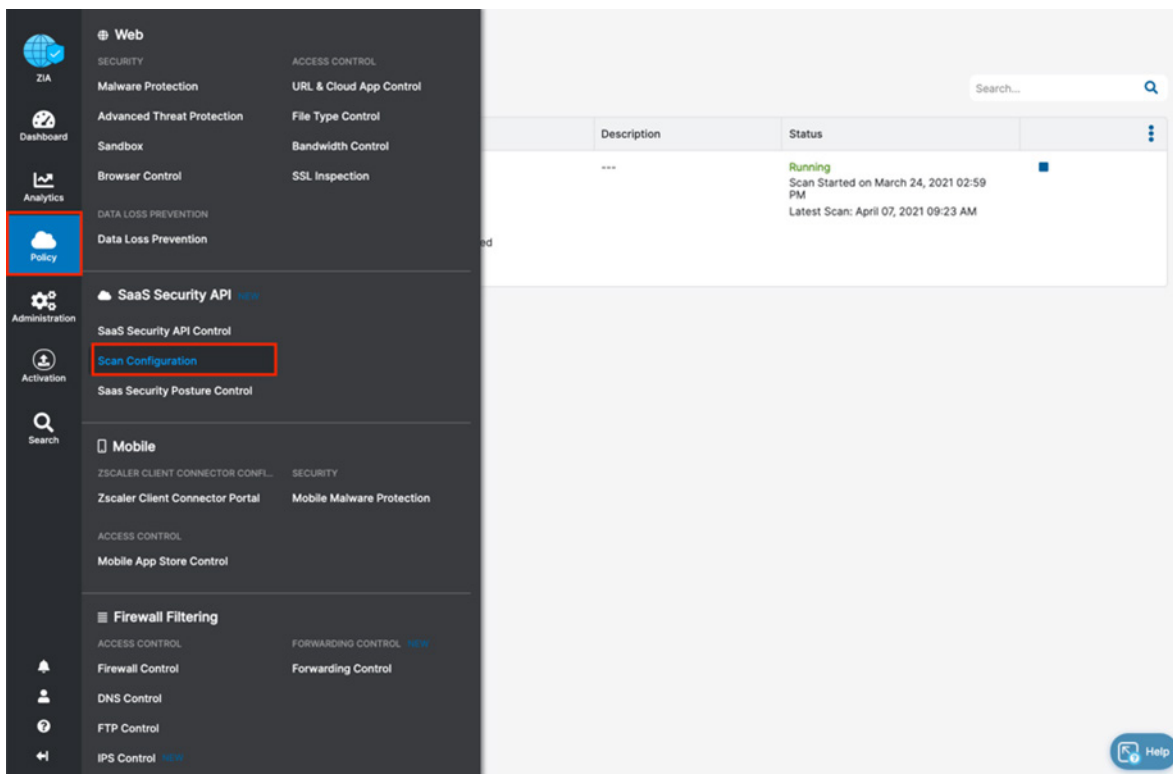 ZIA
Dashboard
Analytics
Policy
Administration
Activation
Search
Web
SECURITY
ACCESS CONTROL
Malware Protection
URL & Cloud App Control
Advanced Threat Protection
File Type Control
Sandbox
Bandwidth Control
Browser Control
SSL Inspection
DATA LOSS PREVENTION
Data Loss Prevention
SaaS Security API NEW
SaaS Security API Control
Scan Configuration
Saas Security Posture Control
Mobile
ZSCALER CLIENT CONNECTOR CONFI...
SECURITY
Zscaler Client Connector Portal
Mobile Malware Protection
ACCESS CONTROL
Mobile App Store Control
Firewall Filtering
ACCESS CONTROL
FORWARDING CONTROL NEW
Firewall Control
Forwarding Control
DNS Control
FTP Control
IPS Control NEW
Search...
Description
Status
---
Running
Scan Started on March 24, 2021 02:59
PM
Latest Scan: April 07, 2021 09:23 AM
ed
Help